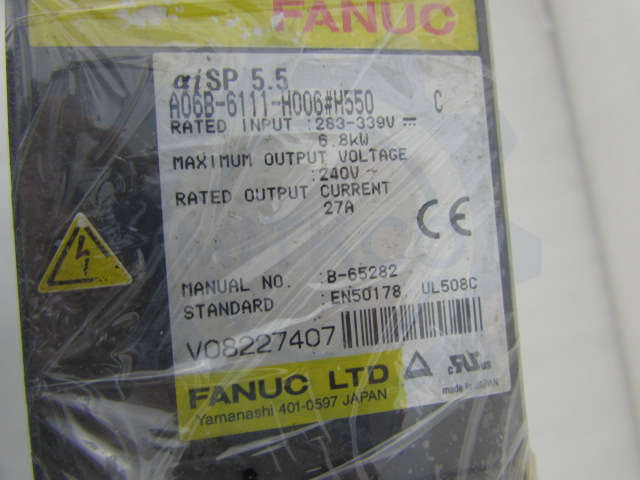 FANUC
αiSP 5.5
A06B-6111-H006#H550 C
RATED INPUT :283-339V ⎓
6.8kW
MAXIMUM OUTPUT VOLTAGE
:240V ~
RATED OUTPUT CURRENT
27A
CE
MANUAL NO. :B-65282
STANDARD :EN50178, UL508C
V08227407
FANUC LTD
Yamanashi 401-0597 JAPAN
c RU us
made in JAPAN